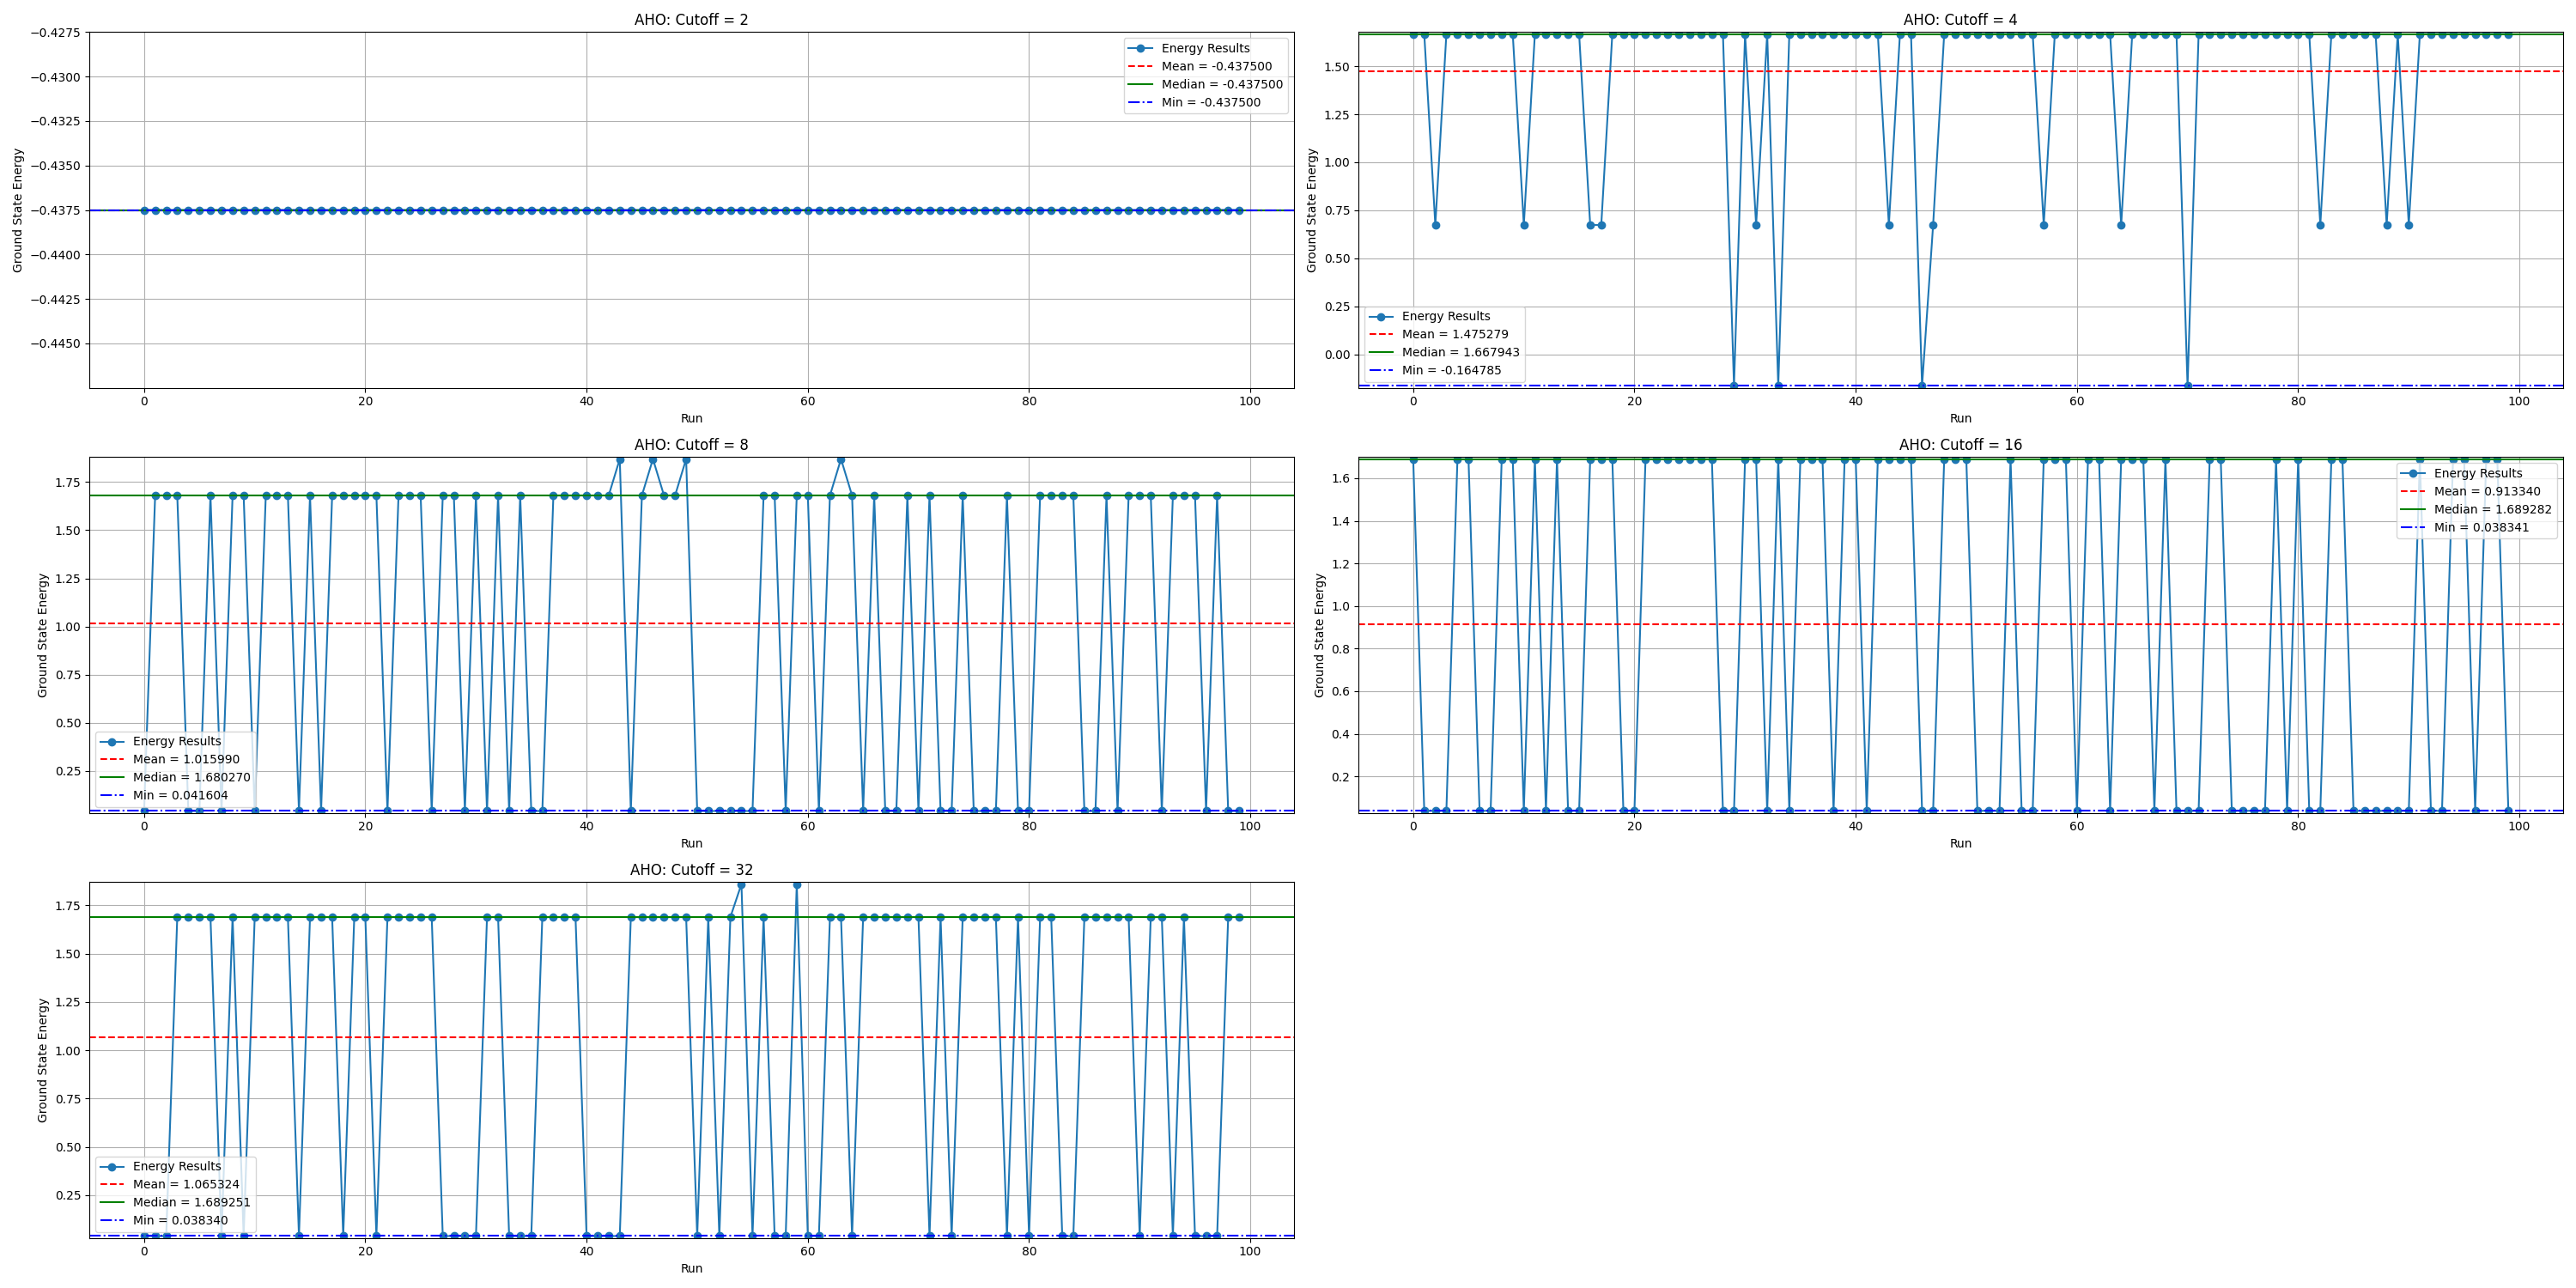 AHO: Cutoff = 2
−0.4275
−0.4300
−0.4325
−0.4350
−0.4375
−0.4400
−0.4425
−0.4450
Ground State Energy
Energy Results
Mean = -0.437500
Median = -0.437500
Min = -0.437500
0 20 40 60 80 100
Run
AHO: Cutoff = 4
1.50
1.25
1.00
0.75
0.50
0.25
0.00
Ground State Energy
Energy Results
Mean = 1.475279
Median = 1.667943
Min = -0.164785
0 20 40 60 80 100
Run
AHO: Cutoff = 8
1.75
1.50
1.25
1.00
0.75
0.50
0.25
Ground State Energy
Energy Results
Mean = 1.015990
Median = 1.680270
Min = 0.041604
0 20 40 60 80 100
Run
AHO: Cutoff = 16
1.6
1.4
1.2
1.0
0.8
0.6
0.4
0.2
Ground State Energy
Energy Results
Mean = 0.913340
Median = 1.689282
Min = 0.038341
0 20 40 60 80 100
Run
AHO: Cutoff = 32
1.75
1.50
1.25
1.00
0.75
0.50
0.25
Ground State Energy
Energy Results
Mean = 1.065324
Median = 1.689251
Min = 0.038340
0 20 40 60 80 100
Run